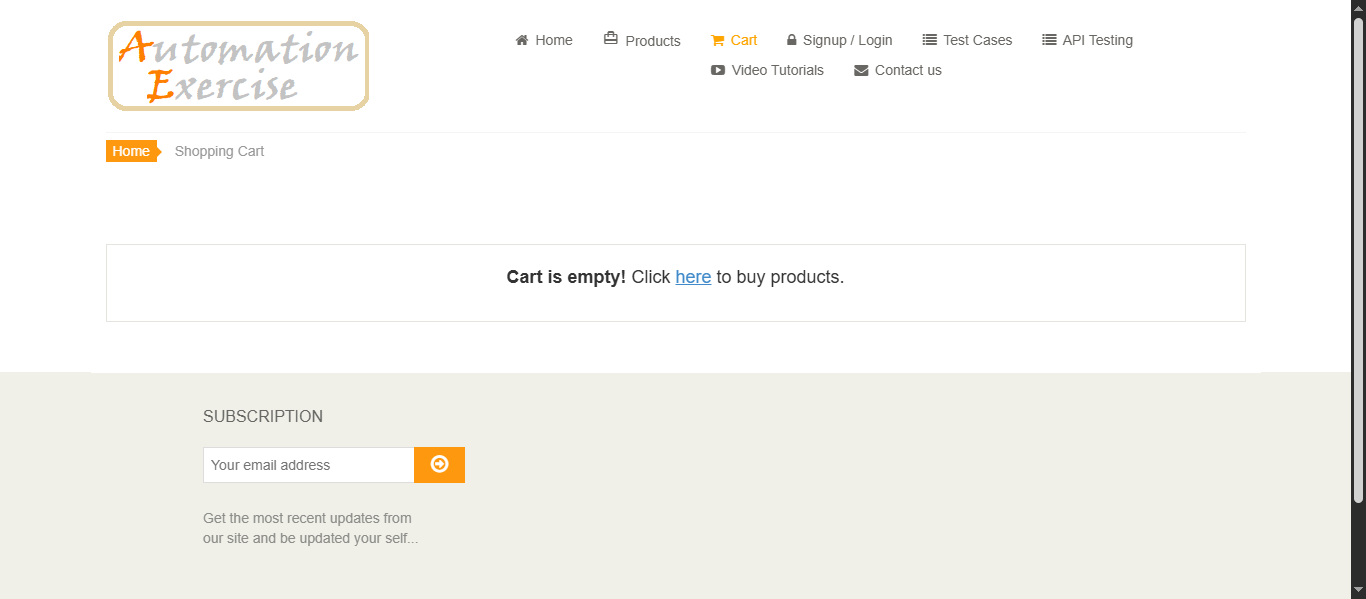 Automation
Exercise
Home Products Cart Signup / Login Test Cases API Testing
Video Tutorials Contact us
Home Shopping Cart
Cart is empty! Click here to buy products.
SUBSCRIPTION
Your email address
Get the most recent updates from
our site and be updated your self...